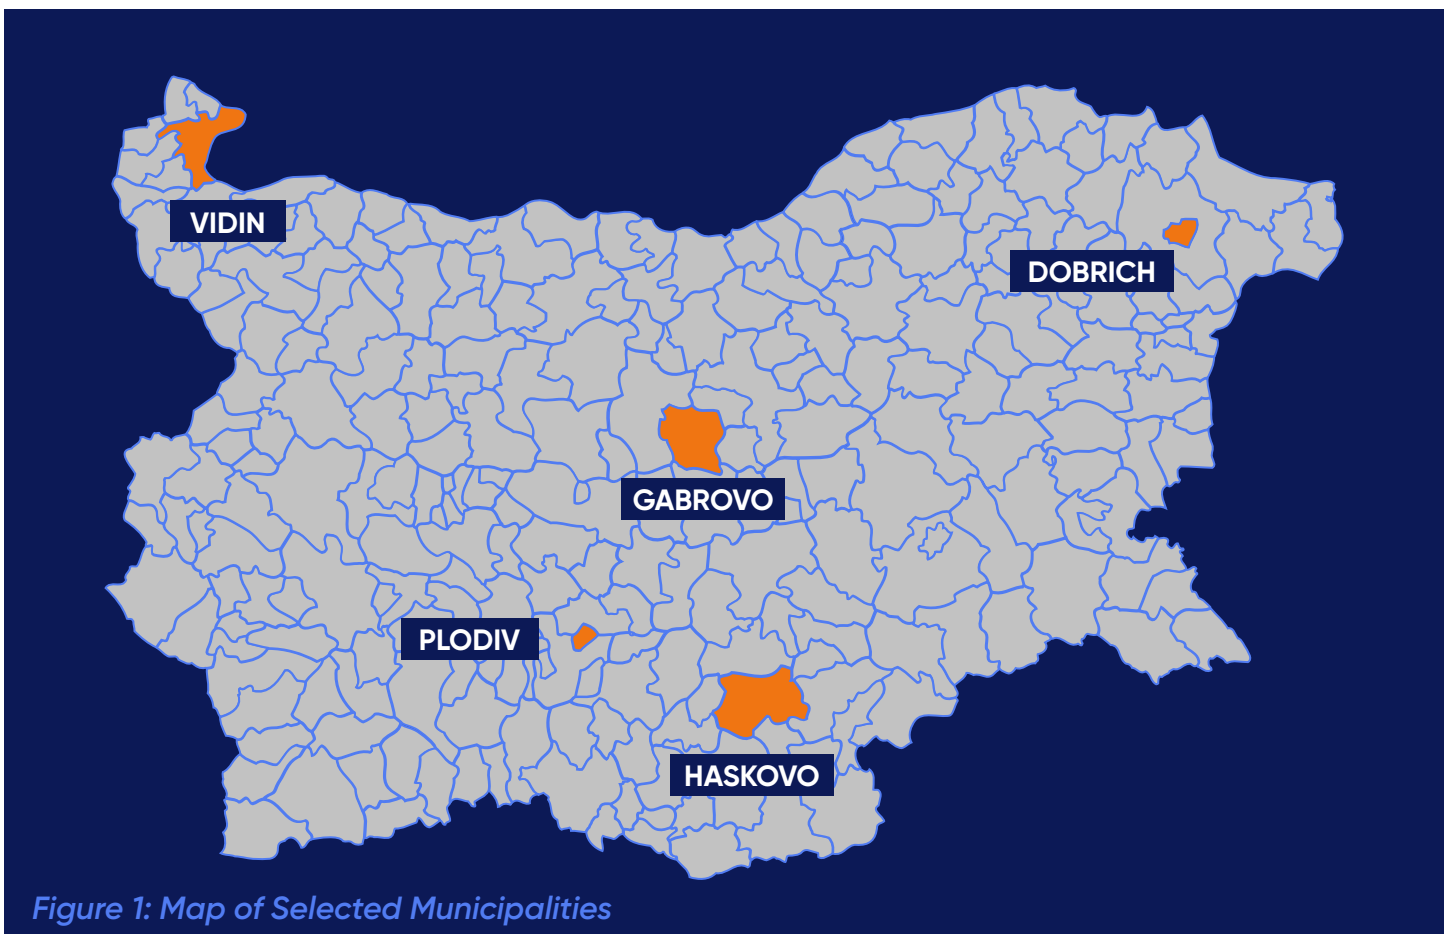 VIDIN
DOBRICH
GABROVO
PLODIV
HASKOVO
Figure 1: Map of Selected Municipalities